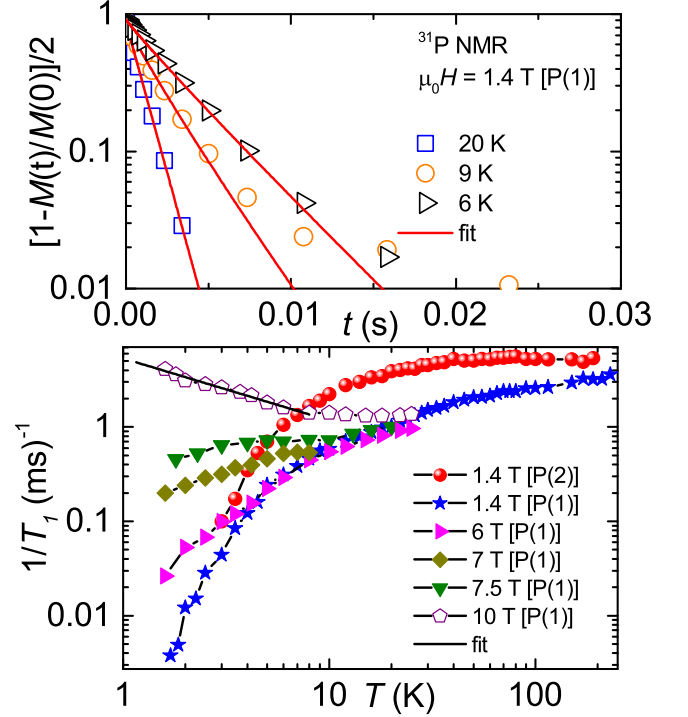 1
0.1
0.01
[1-M(t)/M(0)]/2
³¹P NMR
μ₀H = 1.4 T [P(1)]
20 K
9 K
6 K
fit
0.00 0.01 0.02 0.03
t (s)
1
0.1
0.01
1/T₁ (ms)⁻¹
1.4 T [P(2)]
1.4 T [P(1)]
6 T [P(1)]
7 T [P(1)]
7.5 T [P(1)]
10 T [P(1)]
fit
1 10 100
T (K)